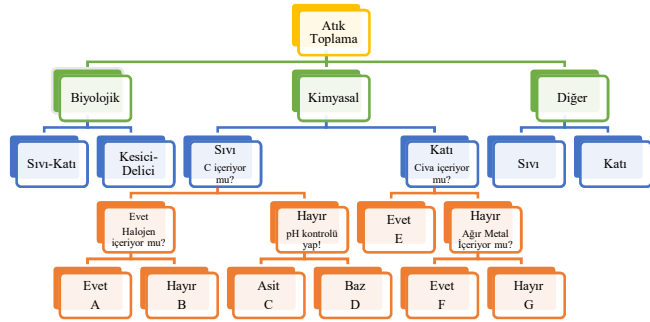 Atık
Toplama
Biyolojik
Kimyasal
Diğer
Sıvı-Katı
Kesici-
Delici
Sıvı
C içeriyor
mu?
Katı
Civa içeriyor
mu?
Sıvı
Katı
Evet
Halojen
içeriyor mu?
Hayır
pH kontrolü
yap!
Evet
E
Hayır
Ağır Metal
İçeriyor mu?
Evet
A
Hayır
B
Asit
C
Baz
D
Evet
F
Hayır
G